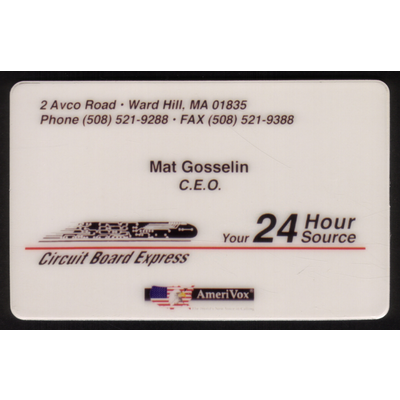 2 Avco Road · Ward Hill, MA 01835
Phone (508) 521-9288 · FAX (508) 521-9388
Mat Gosselin
C.E.O.
Your 24 Hour Source
Circuit Board Express
AmeriVox®